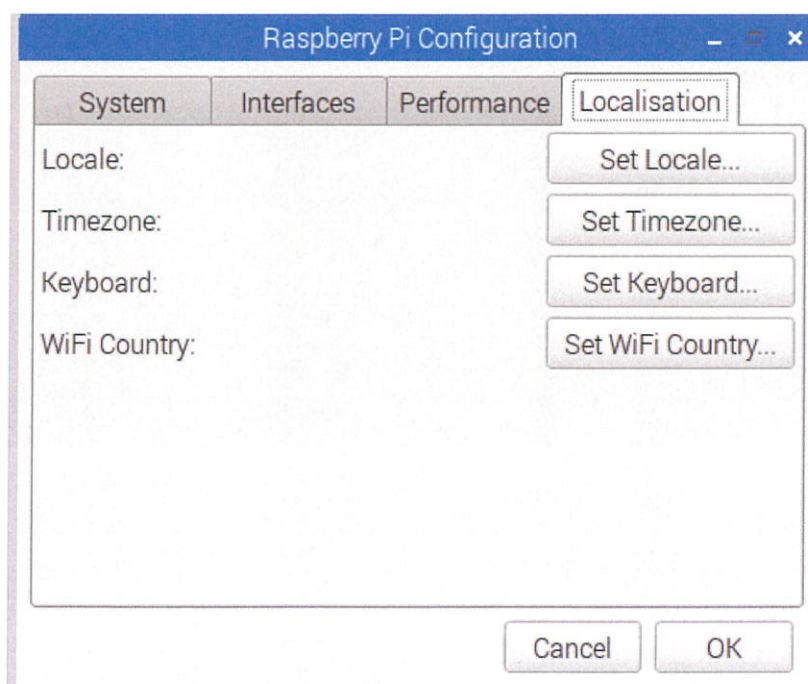 Raspberry Pi Configuration
System Interfaces Performance Localisation
Locale: Set Locale...
Timezone: Set Timezone...
Keyboard: Set Keyboard...
WiFi Country: Set WiFi Country...
Cancel OK